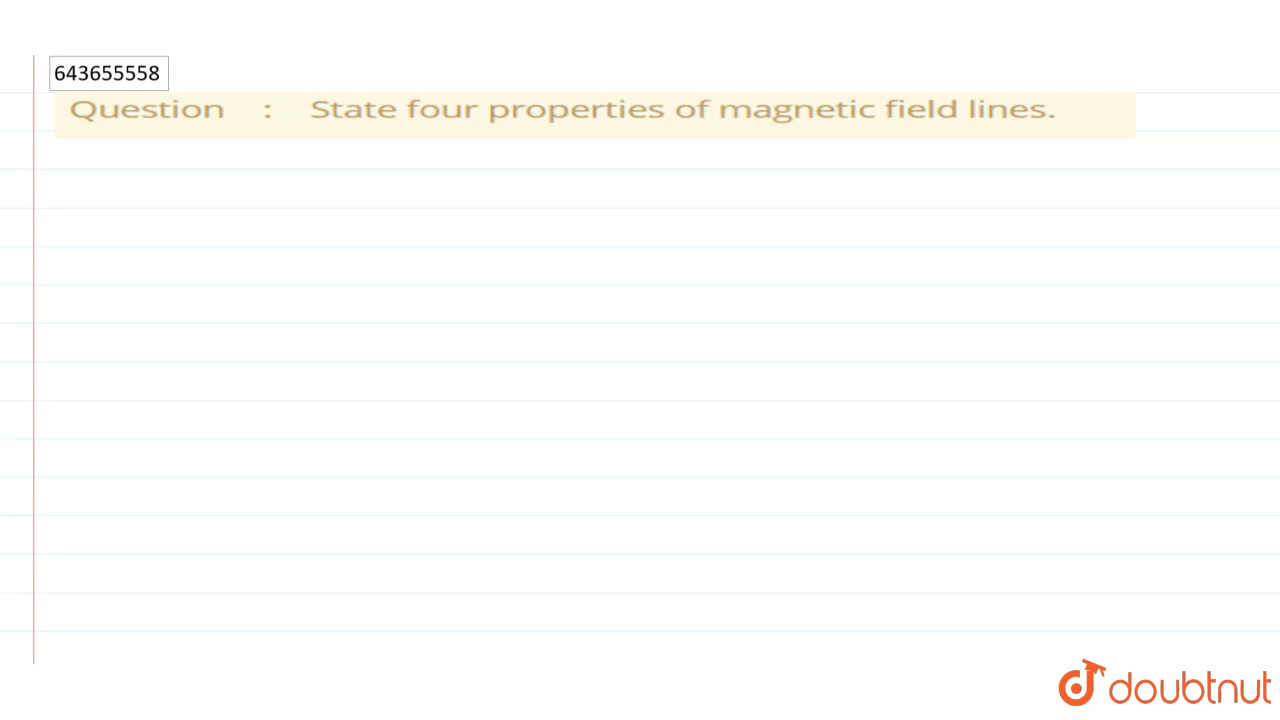 643655558
Question : State four properties of magnetic field lines.
doubtnut